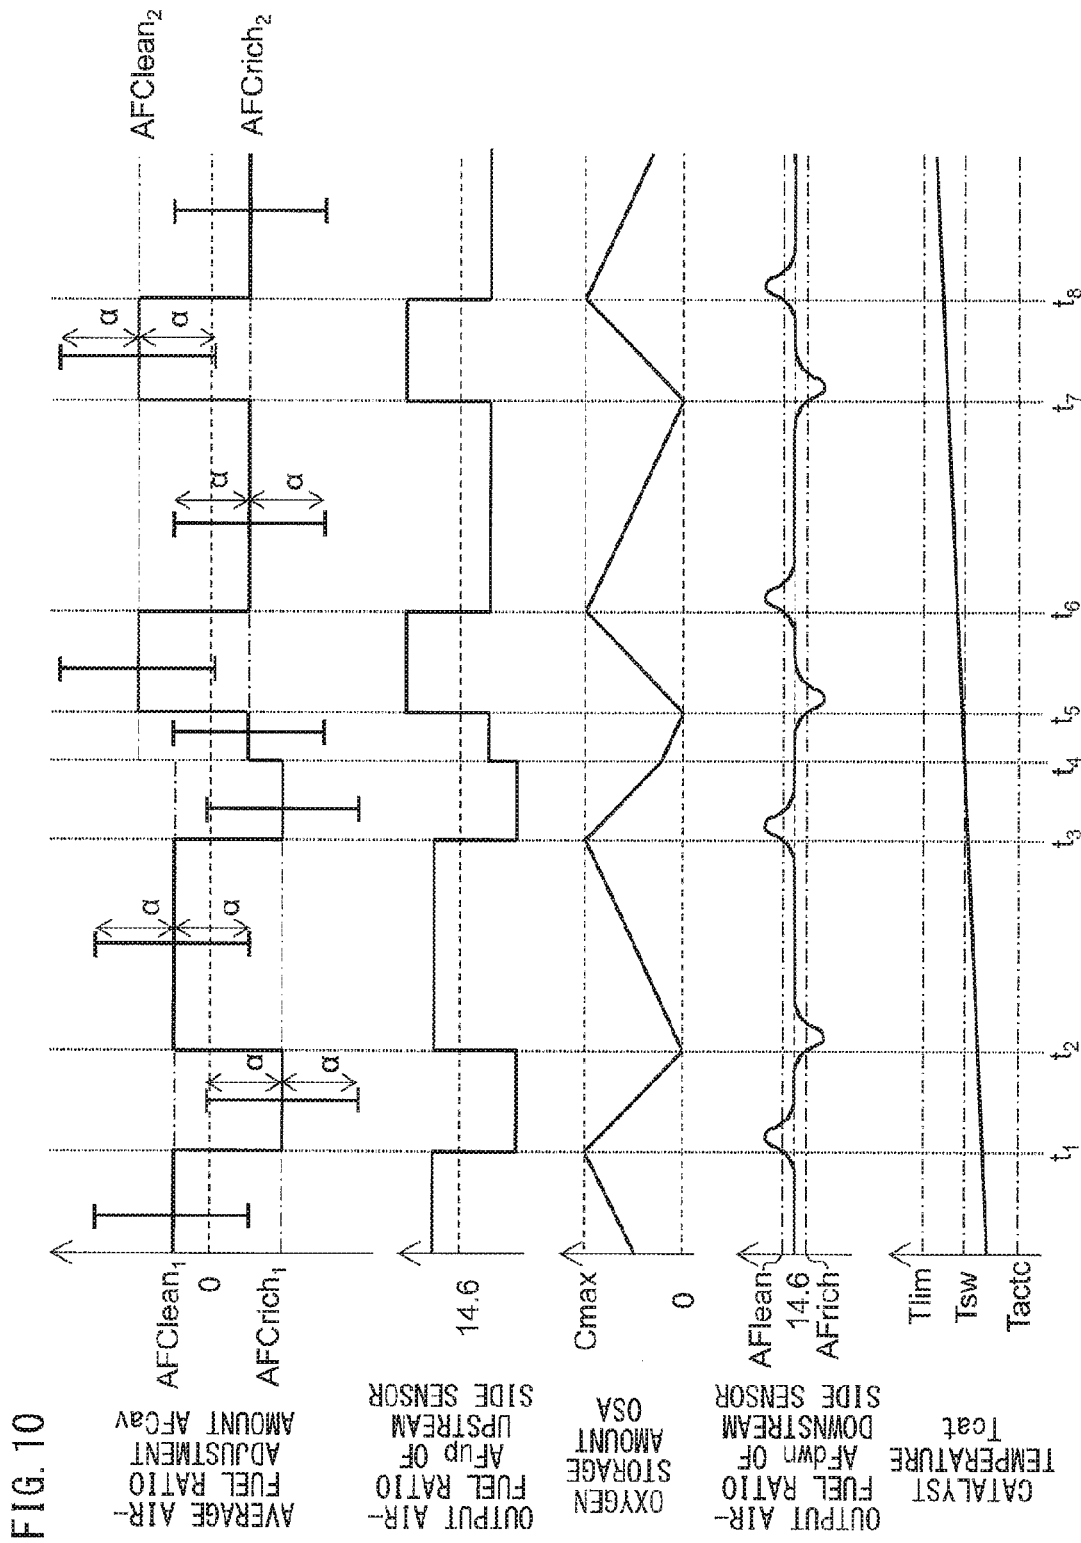 FIG. 10
AVERAGE AIR-
FUEL RATIO
ADJUSTMENT
AMOUNT AFCav
AFClean1
0
AFCrich1
α
α
α
α
α
α
α
α
AFClean2
AFCrich2
OUTPUT AIR-
FUEL RATIO
AFup OF
UPSTREAM
SIDE SENSOR
14.6
OXYGEN
STORAGE
AMOUNT
OSA
Cmax
0
OUTPUT AIR-
FUEL RATIO
AFdwn OF
DOWNSTREAM
SIDE SENSOR
AFlean
14.6
AFrich
CATALYST
TEMPERATURE
Tcat
Tlim
Tsw
Tactc
t1
t2
t3
t4
t5
t6
t7
t8